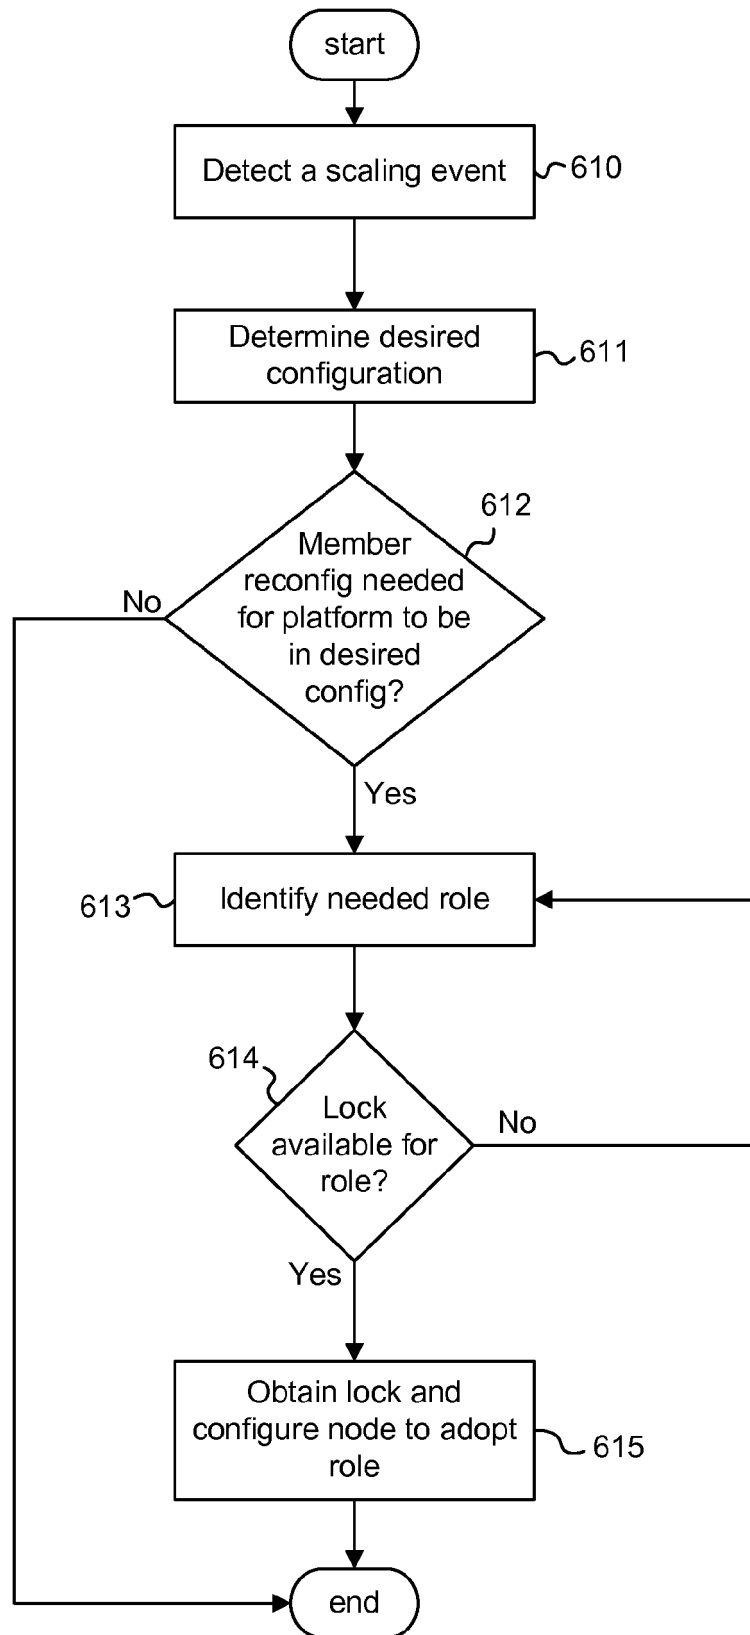 start
Detect a scaling event
610
Determine desired
configuration
611
612
Member
reconfig needed
for platform to be
in desired
config?
No
Yes
Identify needed role
613
614
Lock
available for
role?
No
Yes
Obtain lock and
configure node to adopt
role
615
end